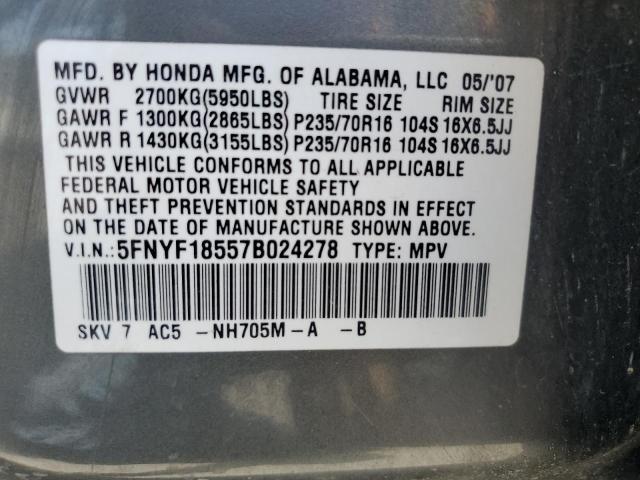 MFD. BY HONDA MFG. OF ALABAMA, LLC 05/'07
GVWR 2700KG(5950LBS) TIRE SIZE RIM SIZE
GAWR F 1300KG(2865LBS) P235/70R16 104S 16X6.5JJ
GAWR R 1430KG(3155LBS) P235/70R16 104S 16X6.5JJ
THIS VEHICLE CONFORMS TO ALL APPLICABLE
FEDERAL MOTOR VEHICLE SAFETY
AND THEFT PREVENTION STANDARDS IN EFFECT
ON THE DATE OF MANUFACTURE SHOWN ABOVE.
V.I.N.:5FNYF18557B024278 TYPE: MPV
SKV 7 AC5 -NH705M-A -B